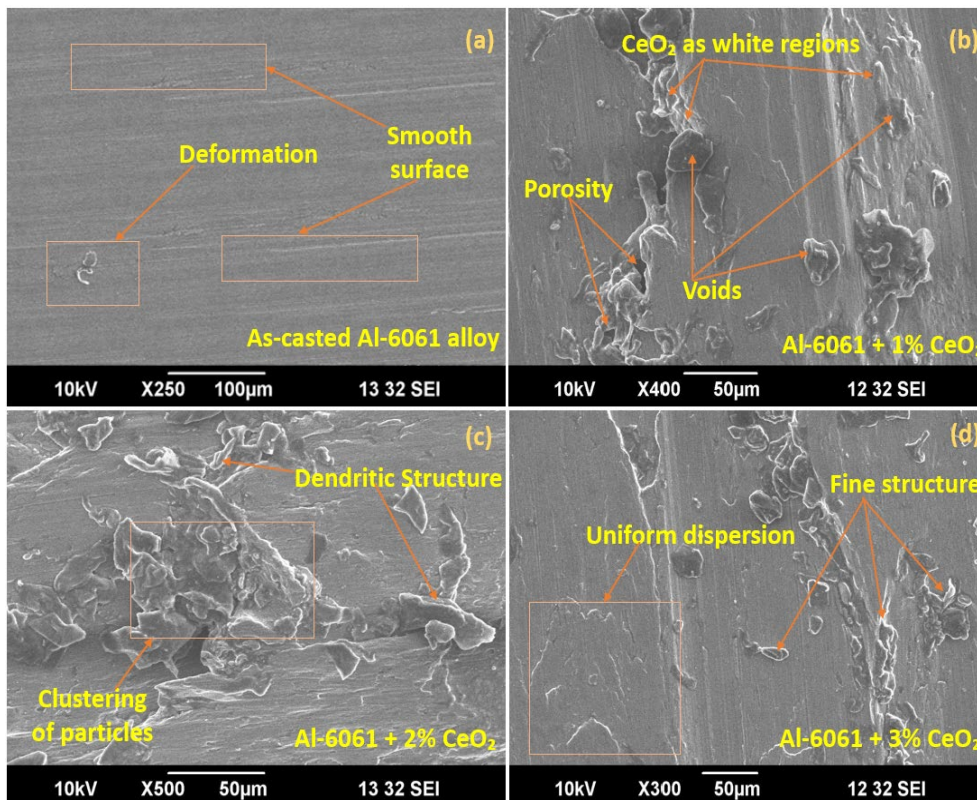 (a)
Deformation
Smooth
surface
As-casted Al-6061 alloy
10kV X250 100µm 13 32 SEI
(b)
CeO₂ as white regions
Porosity
Voids
Al-6061 + 1% CeO₂
10kV X400 50µm 12 32 SEI
(c)
Dendritic Structure
Clustering
of particles
Al-6061 + 2% CeO₂
10kV X500 50µm 13 32 SEI
(d)
Fine structure
Uniform dispersion
Al-6061 + 3% CeO₂
10kV X300 50µm 12 32 SEI